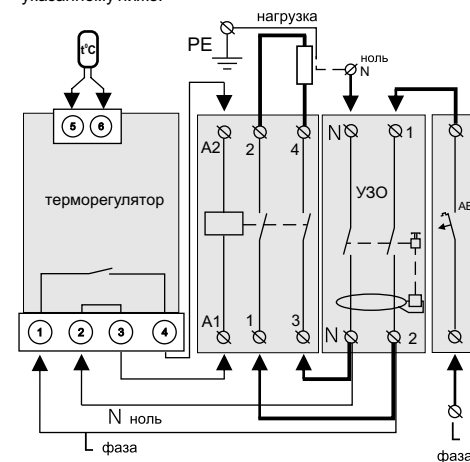 нагрузка
PE
ноль
N
t°C
5 6
A2 2 4 N 1
терморегулятор
УЗО
АВ
1 2 3 4
A1 1 3 N 2
N ноль
L фаза
L
фаза